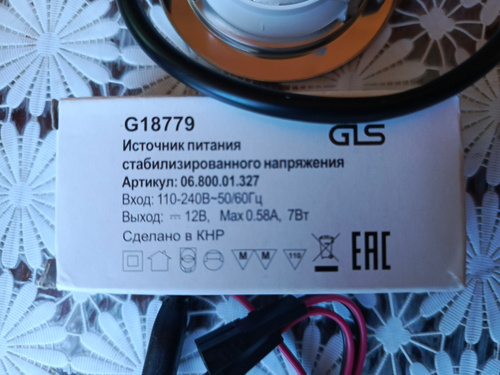 G18779
GLS
Источник питания
стабилизированного напряжения
Артикул: 06.800.01.327
Вход: 110-240В~50/60Гц
Выход: ⎓ 12В, Max 0.58A, 7Вт
Сделано в КНР
M M 110 EAC